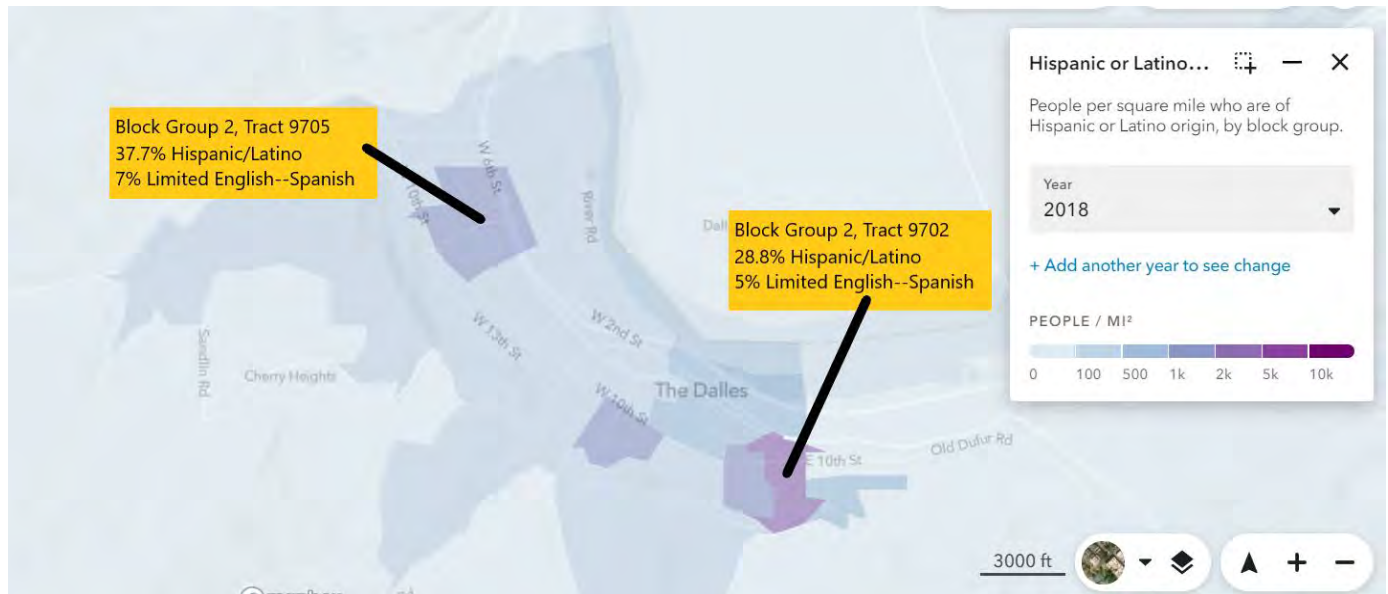 Block Group 2, Tract 9705
37.7% Hispanic/Latino
7% Limited English--Spanish
W 6th St
10th St
River Rd
Block Group 2, Tract 9702
28.8% Hispanic/Latino
5% Limited English--Spanish
W 13th St
W 2nd St
Sandlin Rd
Cherry Heights
The Dalles
W 10th St
E 10th St
Old Dufur Rd
3000 ft
Hispanic or Latino...
People per square mile who are of
Hispanic or Latino origin, by block group.
Year
2018
+ Add another year to see change
PEOPLE / MI²
0 100 500 1k 2k 5k 10k